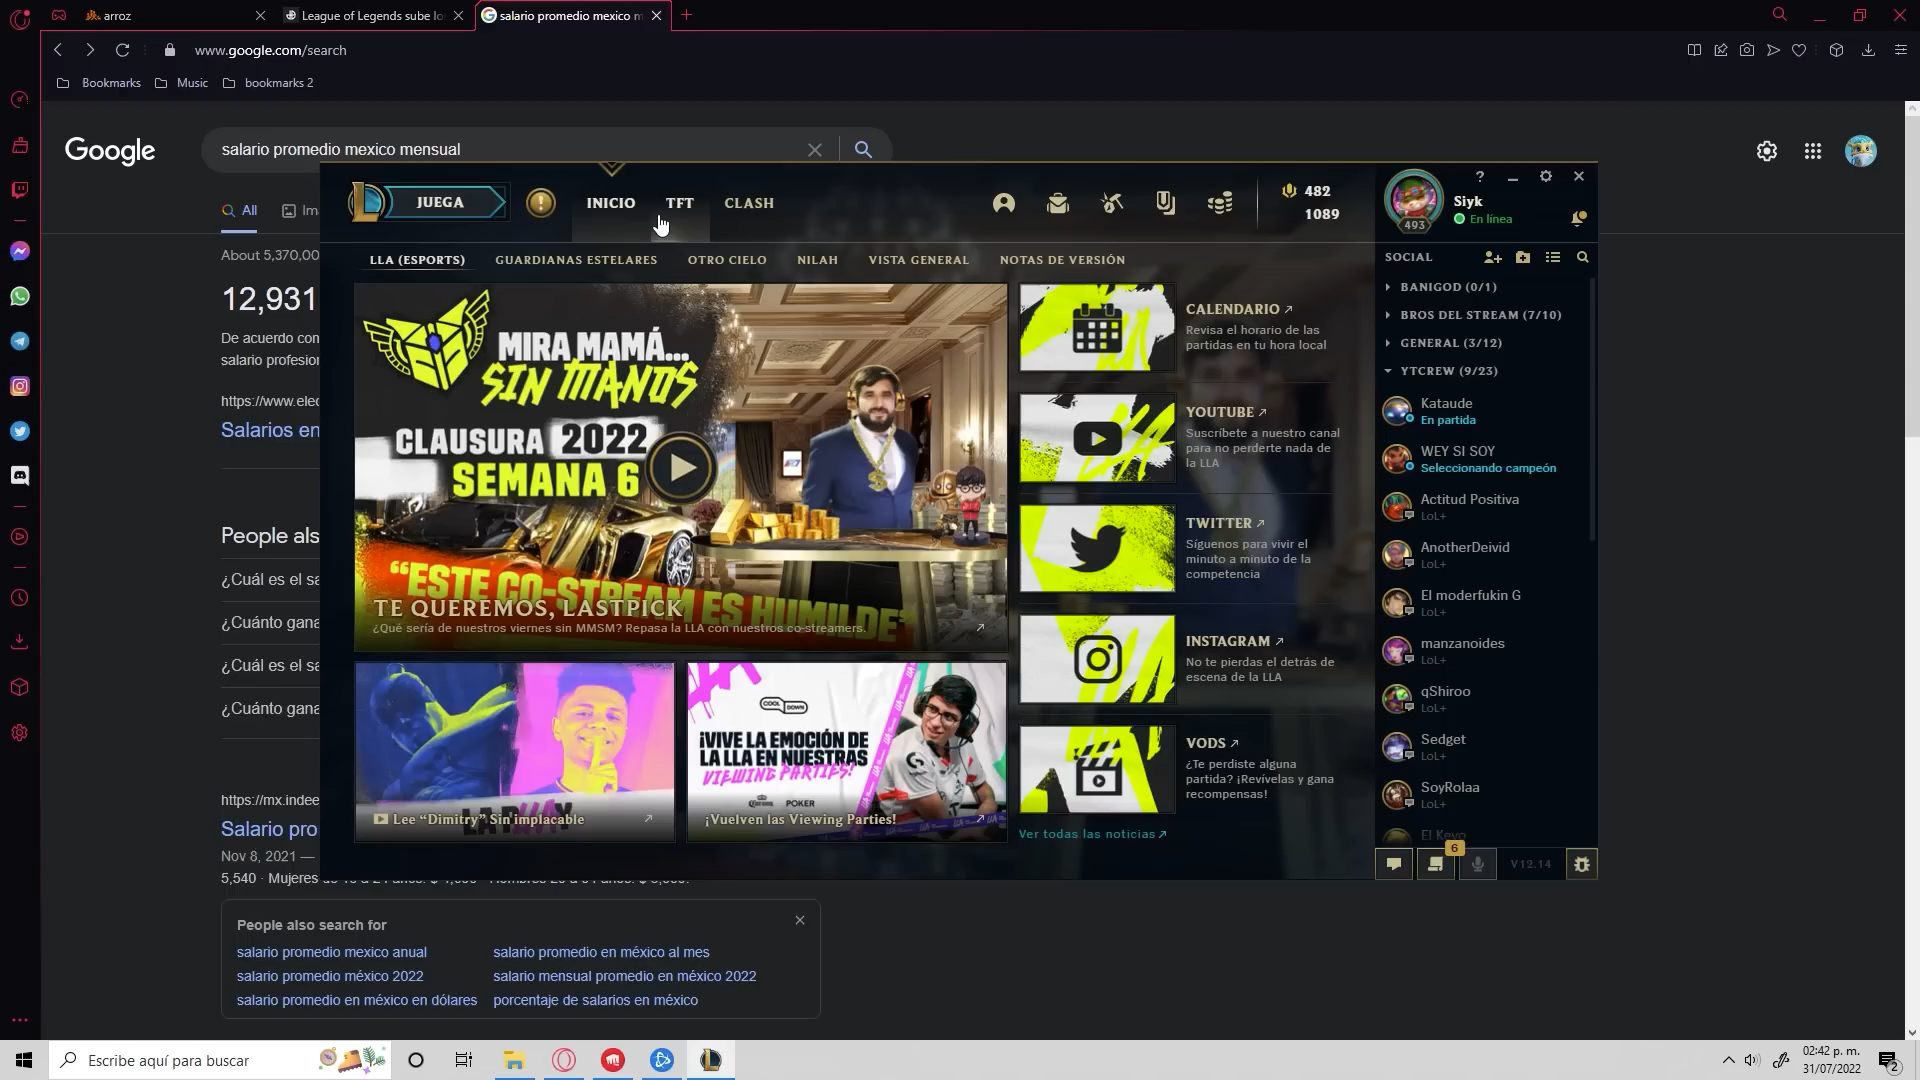 arroz
League of Legends sube lo
salario promedio mexico m
www.google.com/search
Bookmarks
Music
bookmarks 2
Google
salario promedio mexico mensual
All
Im
About 5,370,00
12,931
De acuerdo con
salario profesion
https://www.elec
Salarios en
People als
¿Cuál es el sa
¿Cuánto gana
¿Cuál es el sa
¿Cuánto gana
https://mx.indee
Salario pro
Nov 8, 2021 —
JUEGA
INICIO
TFT
CLASH
482
1089
LLA (ESPORTS)
GUARDIANAS ESTELARES
OTRO CIELO
NILAH
VISTA GENERAL
NOTAS DE VERSIÓN
MIRA MAMÁ...
SIN MANOS
CLAUSURA 2022
SEMANA 6
"ESTE CO-STREAM ES HUMILDE"
TE QUEREMOS, LASTPICK
¿Qué sería de nuestros viernes sin MMSM? Repasa la LLA con nuestros co-streamers.
Lee "Dimitry" Sin implacable
COOL DOWN
¡VIVE LA EMOCIÓN DE
LA LLA EN NUESTRAS
VIEWING PARTIES!
POKER
¡Vuelven las Viewing Parties!
CALENDARIO
Revisa el horario de las
partidas en tu hora local
YOUTUBE
Suscríbete a nuestro canal
para no perderte nada de
la LLA
TWITTER
Síguenos para vivir el
minuto a minuto de la
competencia
INSTAGRAM
No te pierdas el detrás de
escena de la LLA
VODS
¿Te perdiste alguna
partida? ¡Revívelas y gana
recompensas!
Ver todas las noticias
?
Siyk
493
En línea
SOCIAL
BANIGOD (0/1)
BROS DEL STREAM (7/10)
GENERAL (3/12)
YTCREW (9/23)
Kataude
En partida
WEY SI SOY
Seleccionando campeón
Actitud Positiva
LoL+
AnotherDeivid
LoL+
El moderfukin G
LoL+
manzanoides
LoL+
qShiroo
LoL+
Sedget
LoL+
SoyRolaa
LoL+
6
V12.14
People also search for
salario promedio mexico anual
salario promedio en méxico al mes
salario promedio méxico 2022
salario mensual promedio en méxico 2022
salario promedio en méxico en dólares
porcentaje de salarios en méxico
Escribe aquí para buscar
02:42 p. m.
31/07/2022
2